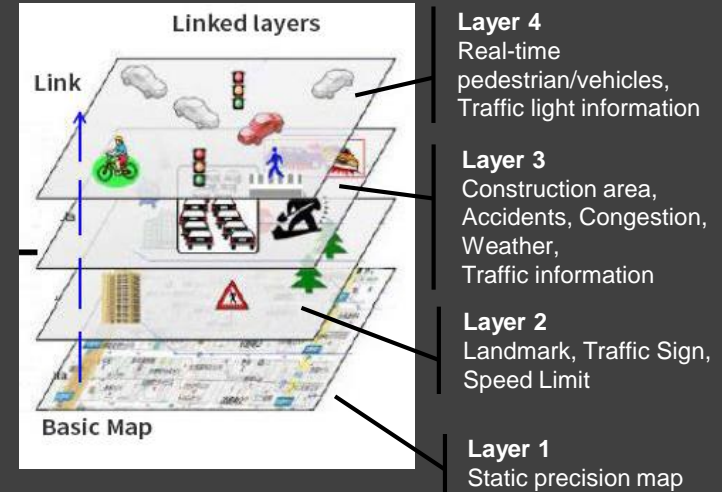 Linked layers
Link
Basic Map
Layer 4
Real-time
pedestrian/vehicles,
Traffic light information
Layer 3
Construction area,
Accidents, Congestion,
Weather,
Traffic information
Layer 2
Landmark, Traffic Sign,
Speed Limit
Layer 1
Static precision map